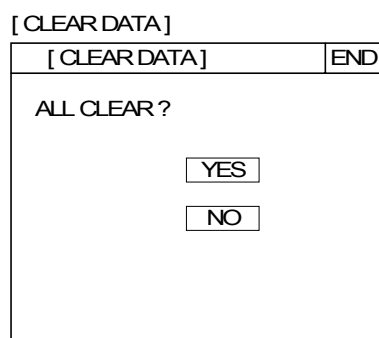 [ CLEAR DATA ]
[ CLEAR DATA ] END
ALL CLEAR ?
YES
NO